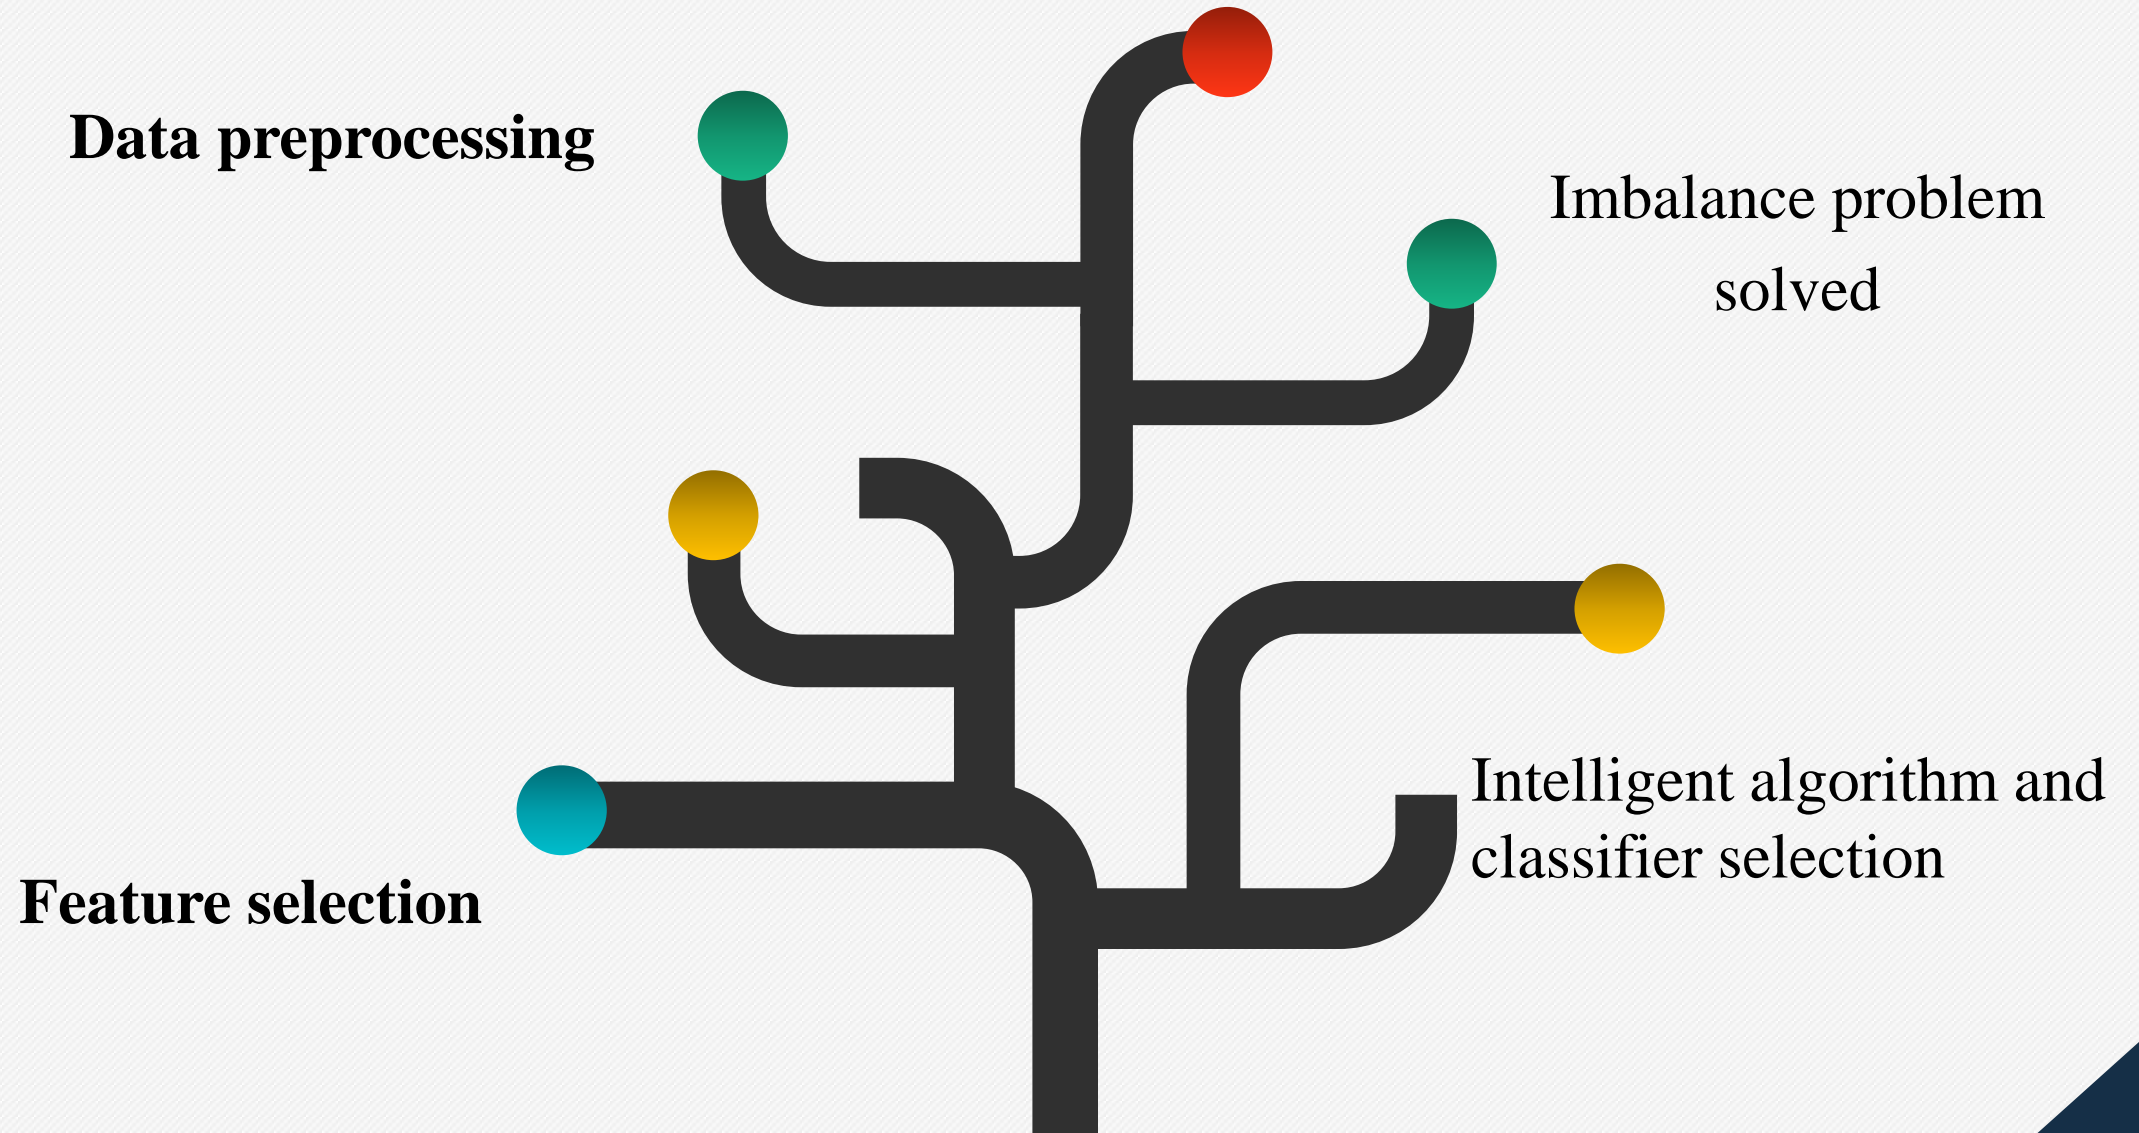 Data preprocessing
Imbalance problem
solved
Intelligent algorithm and
classifier selection
Feature selection